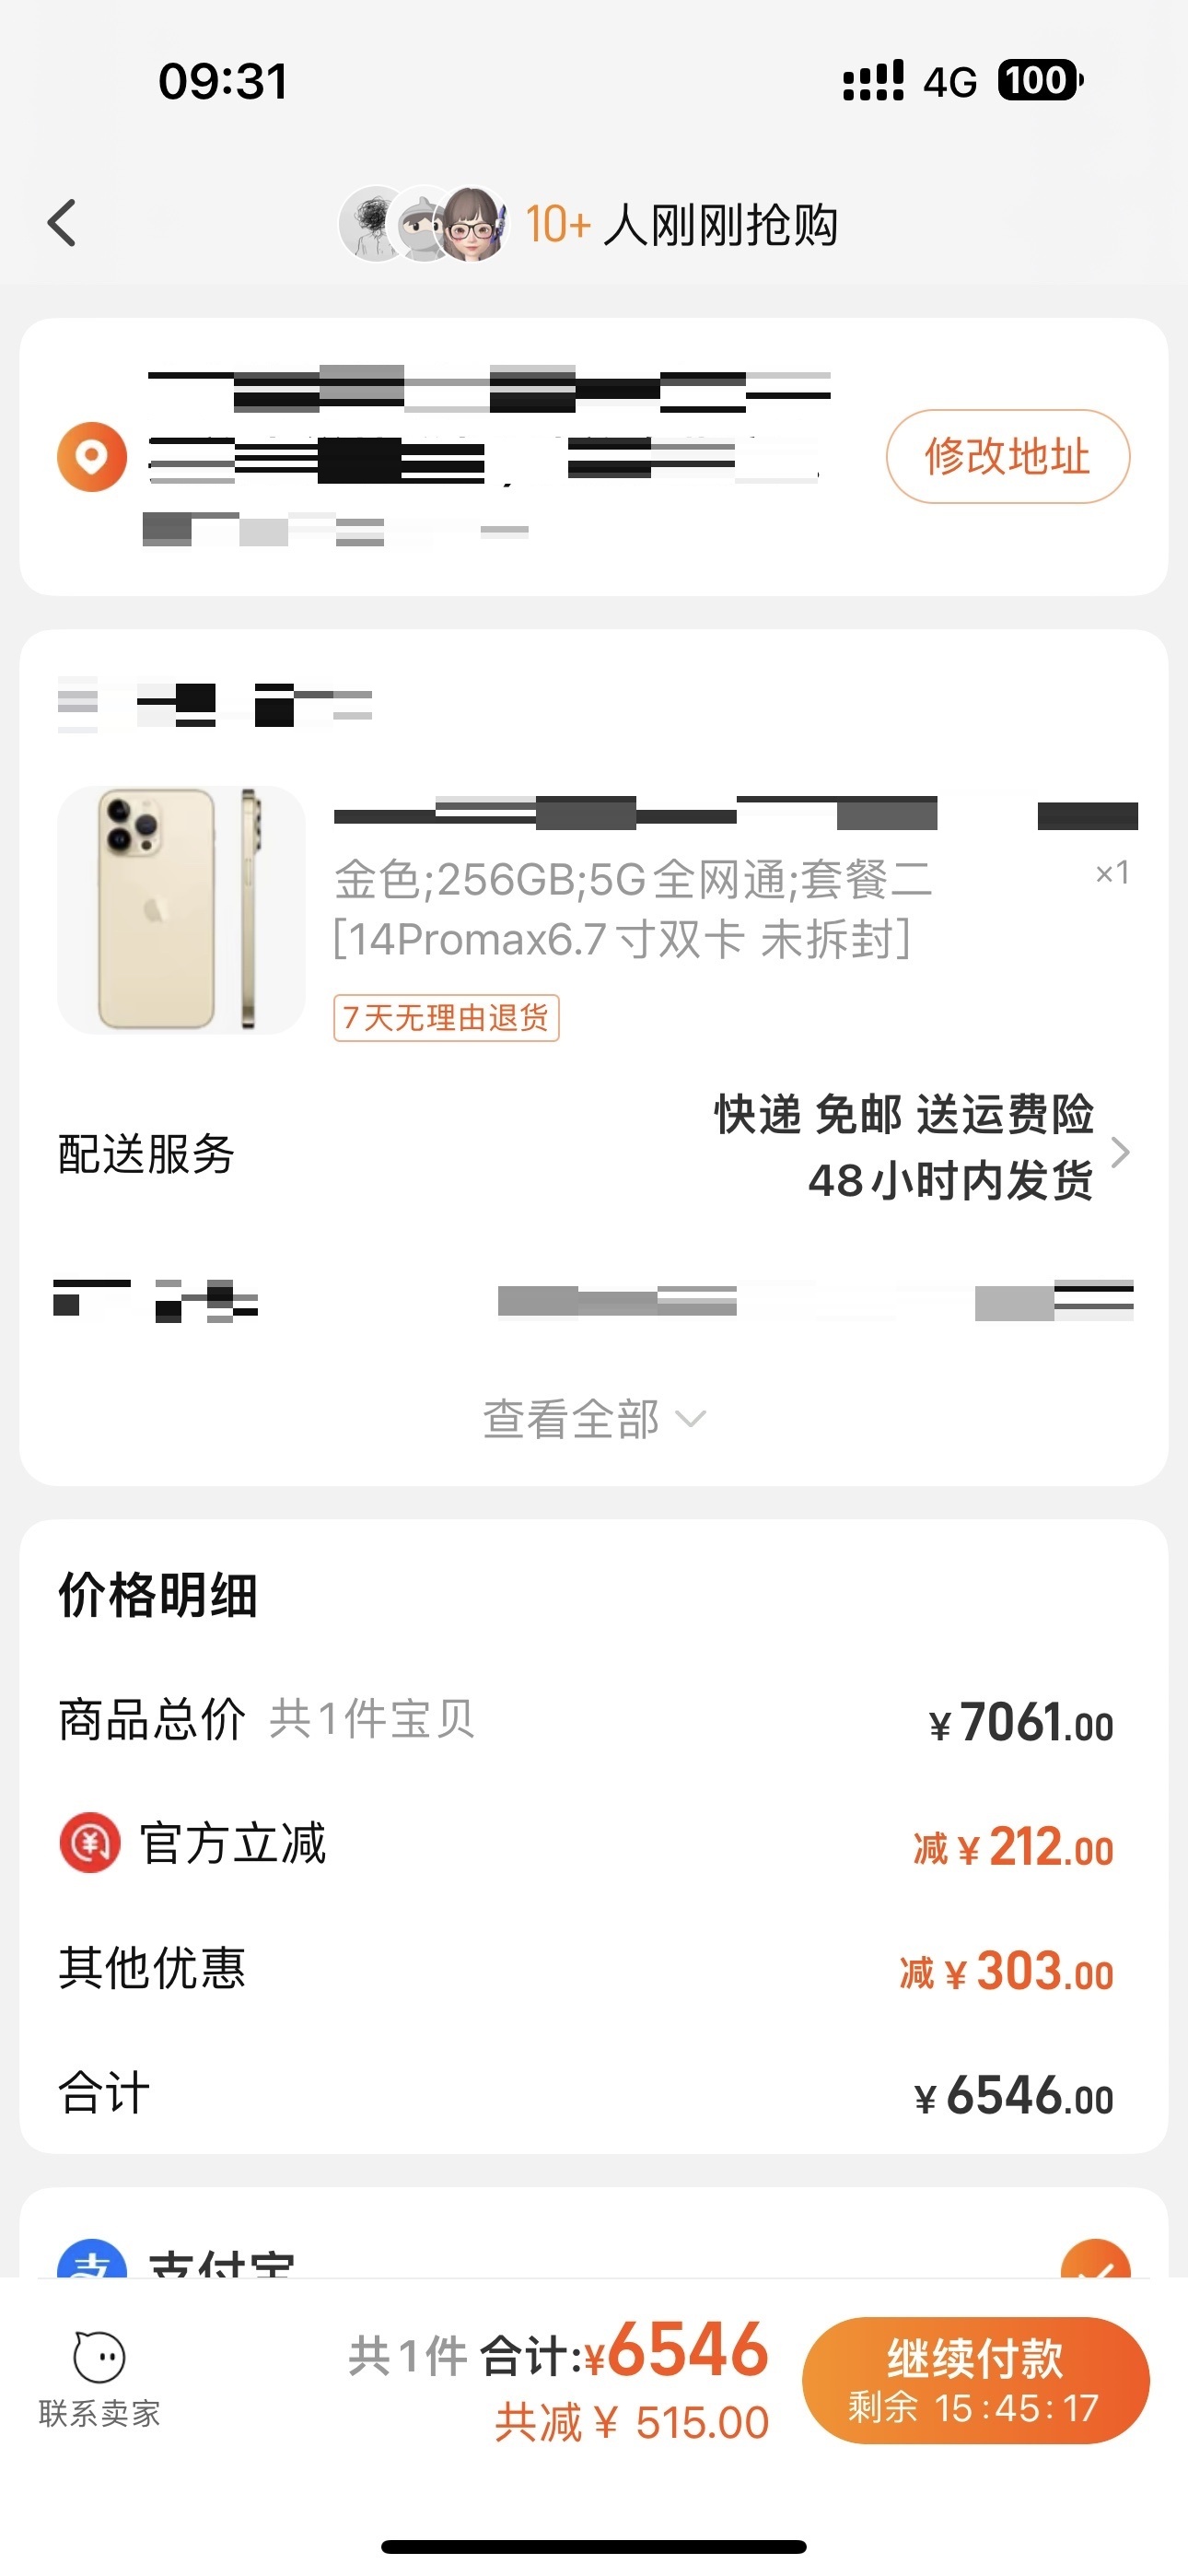 09:31
4G 100
10+ 人刚刚抢购
修改地址
金色;256GB;5G全网通;套餐二
×1
[14Promax6.7寸双卡 未拆封]
7天无理由退货
快递 免邮 送运费险
配送服务
48小时内发货
查看全部
价格明细
商品总价 共1件宝贝 ¥7061.00
官方立减 减¥212.00
其他优惠 减¥303.00
合计 ¥6546.00
支付宝
共1件 合计:¥6546
继续付款
联系卖家
共减¥ 515.00
剩余 15:45:17